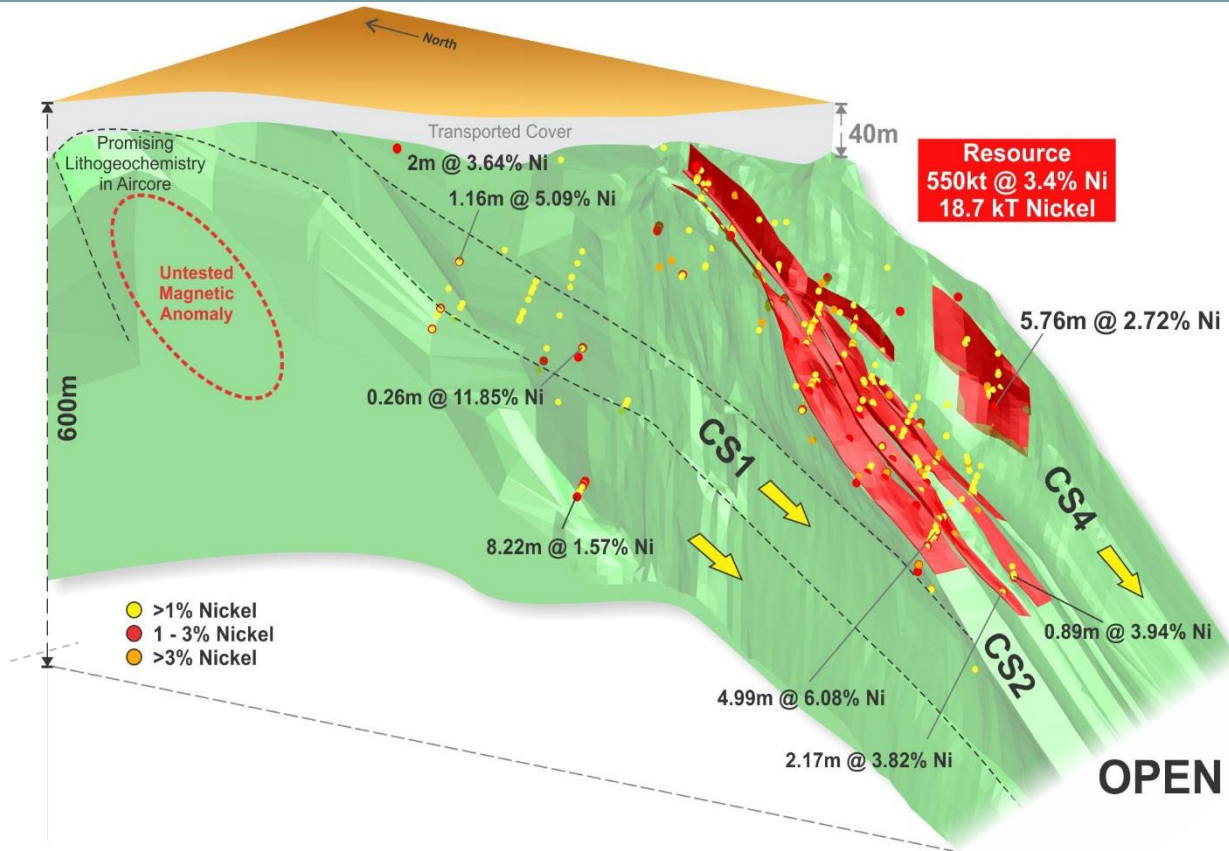 North
Transported Cover
40m
Promising
Lithogeochemistry
in Aircore
2m @ 3.64% Ni
1.16m @ 5.09% Ni
Resource
550kt @ 3.4% Ni
18.7 kT Nickel
Untested
Magnetic
Anomaly
5.76m @ 2.72% Ni
600m
0.26m @ 11.85% Ni
CS1
CS4
8.22m @ 1.57% Ni
>1% Nickel
1 - 3% Nickel
>3% Nickel
0.89m @ 3.94% Ni
CS2
4.99m @ 6.08% Ni
2.17m @ 3.82% Ni
OPEN